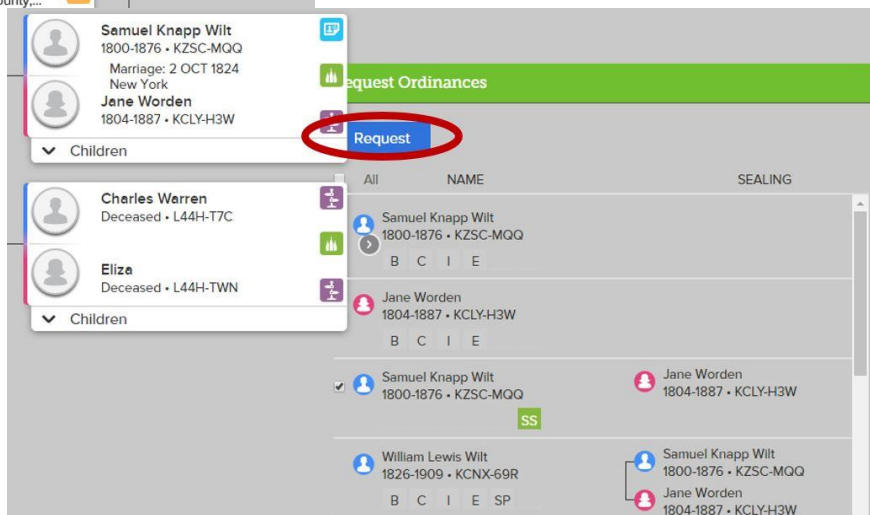 Samuel Knapp Wilt
1800-1876 • KZSC-MQQ
Marriage: 2 OCT 1824
New York
Jane Worden
1804-1887 • KCLY-H3W
Children
Charles Warren
Deceased • L44H-T7C
Eliza
Deceased • L44H-TWN
Children
equest Ordinances
Request
All NAME SEALING
Samuel Knapp Wilt
1800-1876 • KZSC-MQQ
B C I E
Jane Worden
1804-1887 • KCLY-H3W
B C I E
Samuel Knapp Wilt
1800-1876 • KZSC-MQQ
SS
Jane Worden
1804-1887 • KCLY-H3W
William Lewis Wilt
1826-1909 • KCNX-69R
B C I E SP
Samuel Knapp Wilt
1800-1876 • KZSC-MQQ
Jane Worden
1804-1887 • KCLY-H3W